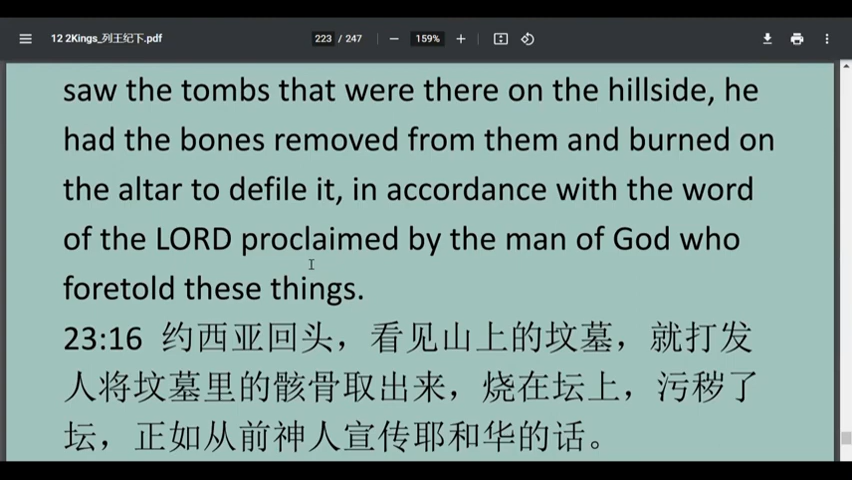 12 2Kings_列王纪下.pdf
223 / 247
159%
saw the tombs that were there on the hillside, he
had the bones removed from them and burned on
the altar to defile it, in accordance with the word
of the LORD proclaimed by the man of God who
foretold these things.
23:16 约西亚回头，看见山上的坟墓，就打发
人将坟墓里的骸骨取出来，烧在坛上，污秽了
坛，正如从前神人宣传耶和华的话。